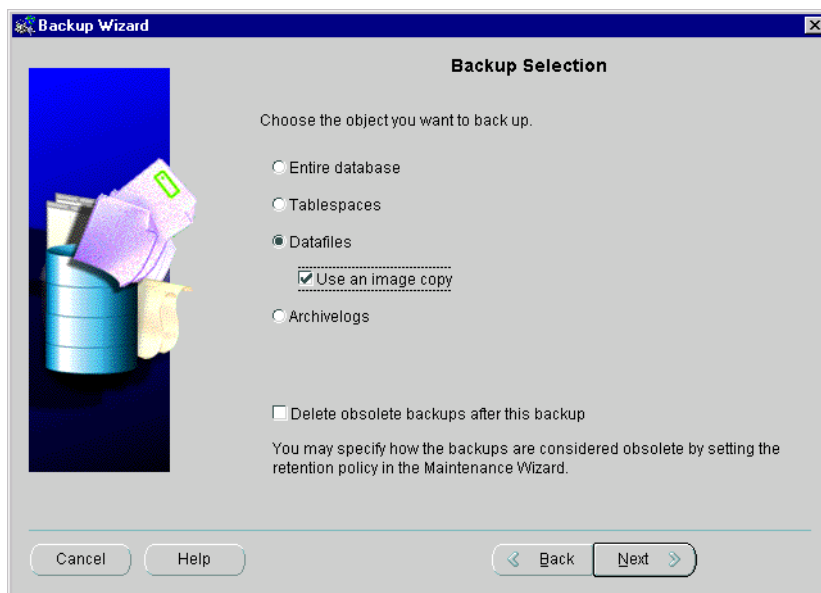 Backup Wizard
Backup Selection
Choose the object you want to back up.
Entire database
Tablespaces
Datafiles
Use an image copy
Archivelogs
Delete obsolete backups after this backup
You may specify how the backups are considered obsolete by setting the
retention policy in the Maintenance Wizard.
Cancel
Help
Back
Next